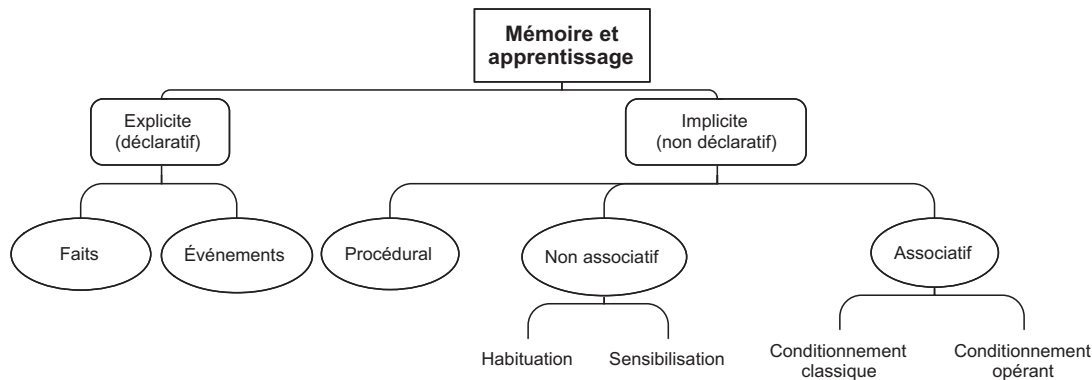 Mémoire et
apprentissage
Explicite
(déclaratif)
Implicite
(non déclaratif)
Faits
Événements
Procédural
Non associatif
Associatif
Habituation
Sensibilisation
Conditionnement
classique
Conditionnement
opérant